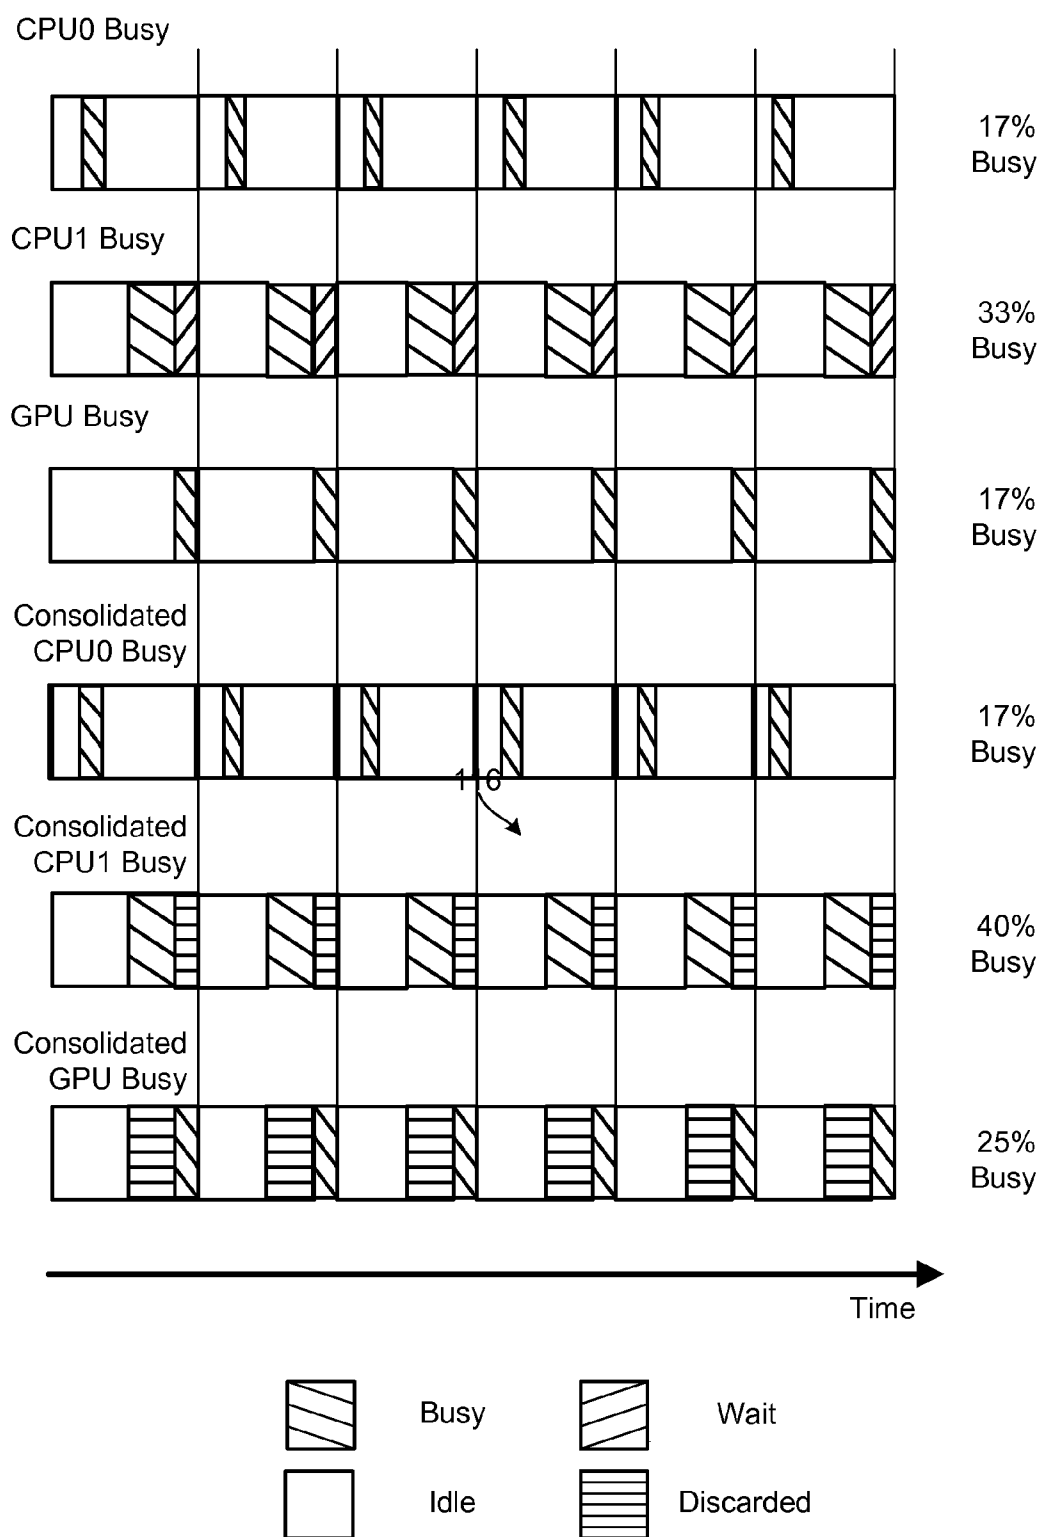 CPU0 Busy
17%
Busy
CPU1 Busy
33%
Busy
GPU Busy
17%
Busy
Consolidated
CPU0 Busy
17%
Busy
116
Consolidated
CPU1 Busy
40%
Busy
Consolidated
GPU Busy
25%
Busy
Time
Busy
Wait
Idle
Discarded